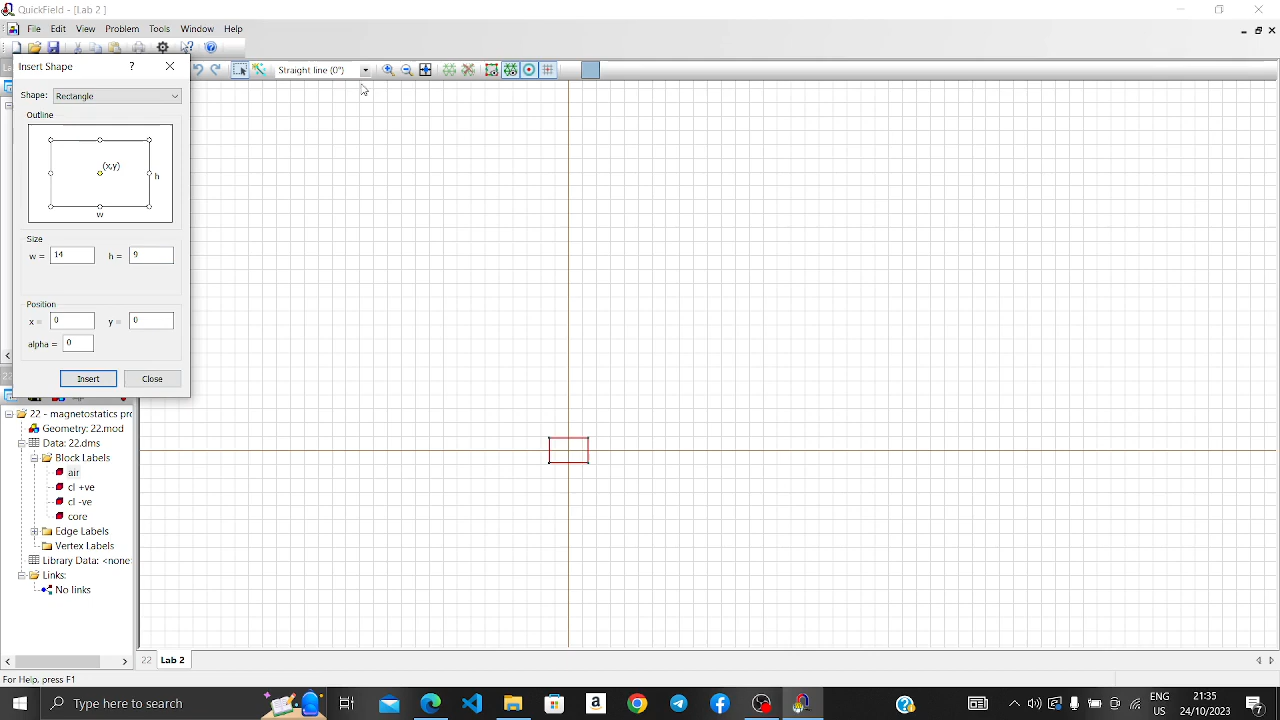 QuickField - [Lab 2 ]
File Edit View Problem Tools Window Help
Insert Shape ?
Straight line (0°)
Shape: Rectangle
Outline
(x,y)
h
w
Size
w = 14 h = 9
Position
x = 0 y = 0
alpha = 0
Insert Close
22 - magnetostatics pro
Geometry: 22.mod
Data: 22.dms
Block Labels
air
cl +ve
cl -ve
core
Edge Labels
Vertex Labels
Library Data: <none
Links:
No links
22 Lab 2
For Help, press F1
Type here to search
ENG
US
21:35
24/10/2023
7